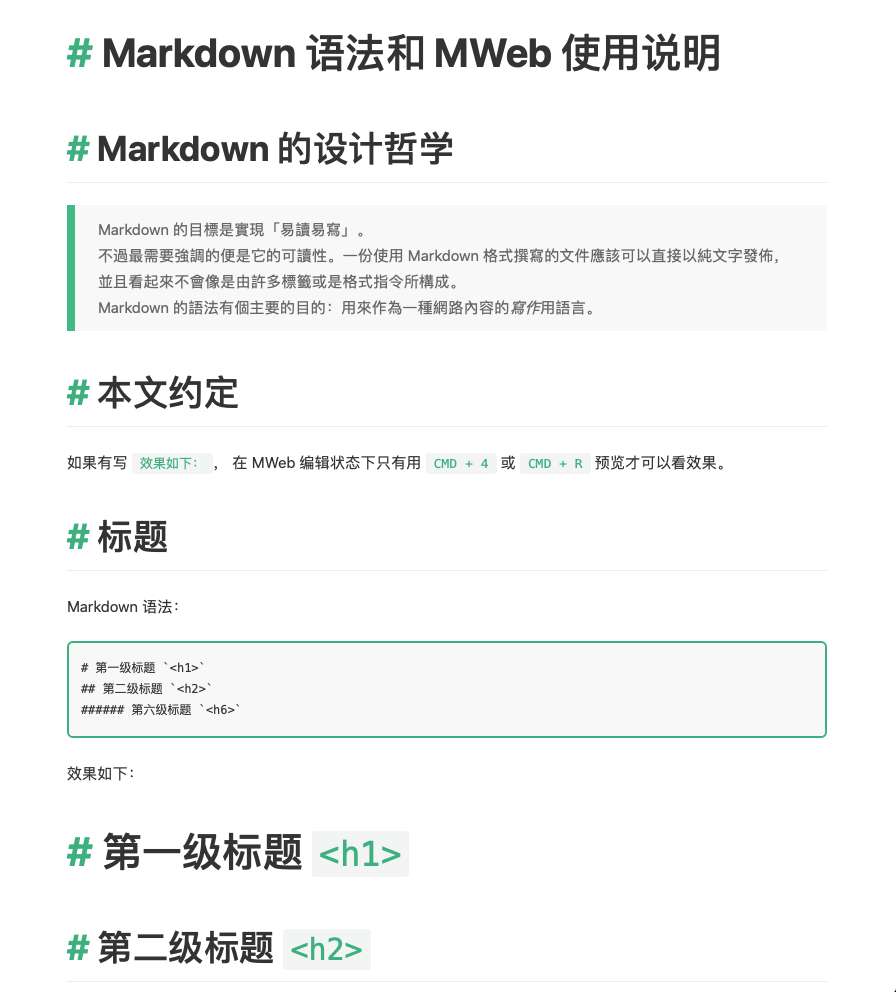 # Markdown 语法和 MWeb 使用说明
# Markdown 的设计哲学
Markdown 的目標是實現「易讀易寫」。
不過最需要強調的便是它的可讀性。一份使用 Markdown 格式撰寫的文件應該可以直接以純文字發佈，
並且看起來不會像是由許多標籤或是格式指令所構成。
Markdown 的語法有個主要的目的：用來作為一種網路內容的寫作用語言。
# 本文约定
如果有写 效果如下：， 在 MWeb 编辑状态下只有用 CMD + 4 或 CMD + R 预览才可以看效果。
# 标题
Markdown 语法：
# 第一级标题 `<h1>`
## 第二级标题 `<h2>`
###### 第六级标题 `<h6>`
效果如下：
# 第一级标题 <h1>
# 第二级标题 <h2>